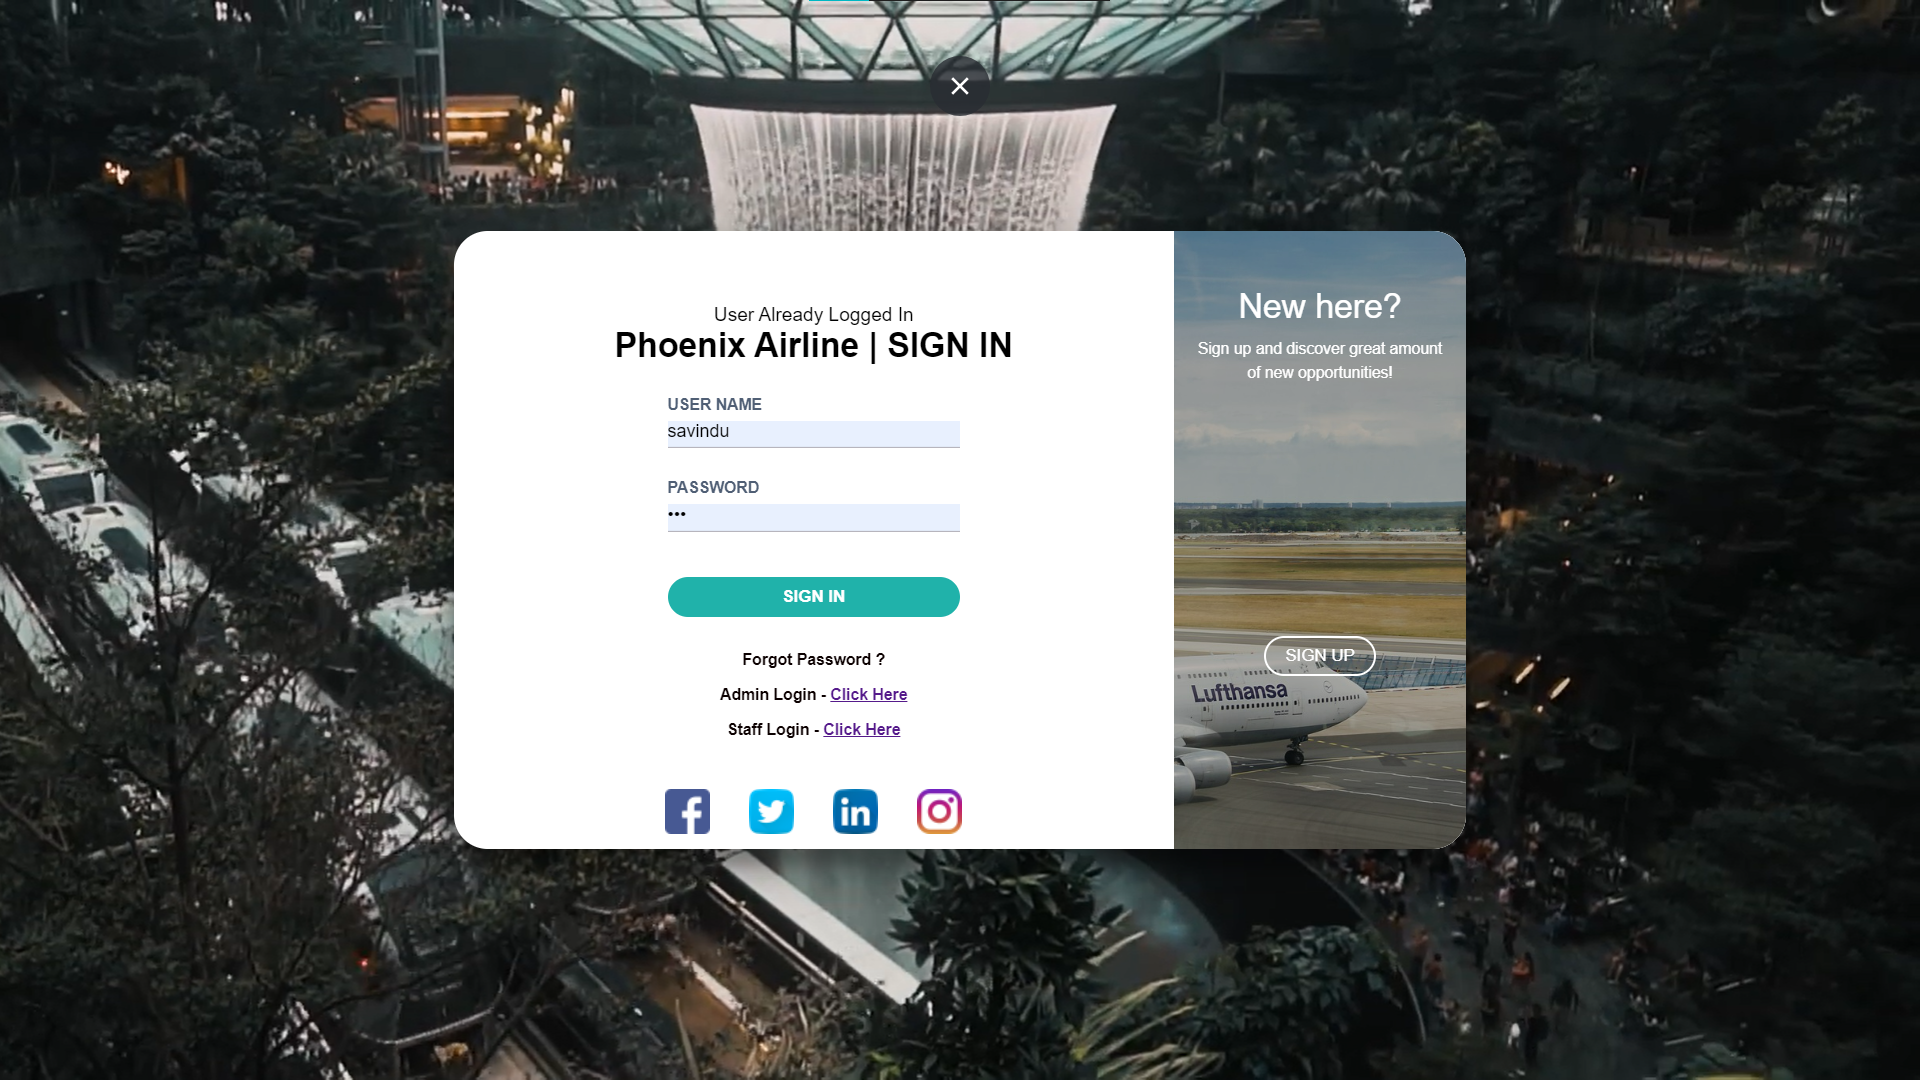 User Already Logged In
Phoenix Airline | SIGN IN
USER NAME
savindu
PASSWORD
•••
SIGN IN
Forgot Password ?
Admin Login - Click Here
Staff Login - Click Here
New here?
Sign up and discover great amount
of new opportunities!
SIGN UP
Lufthansa